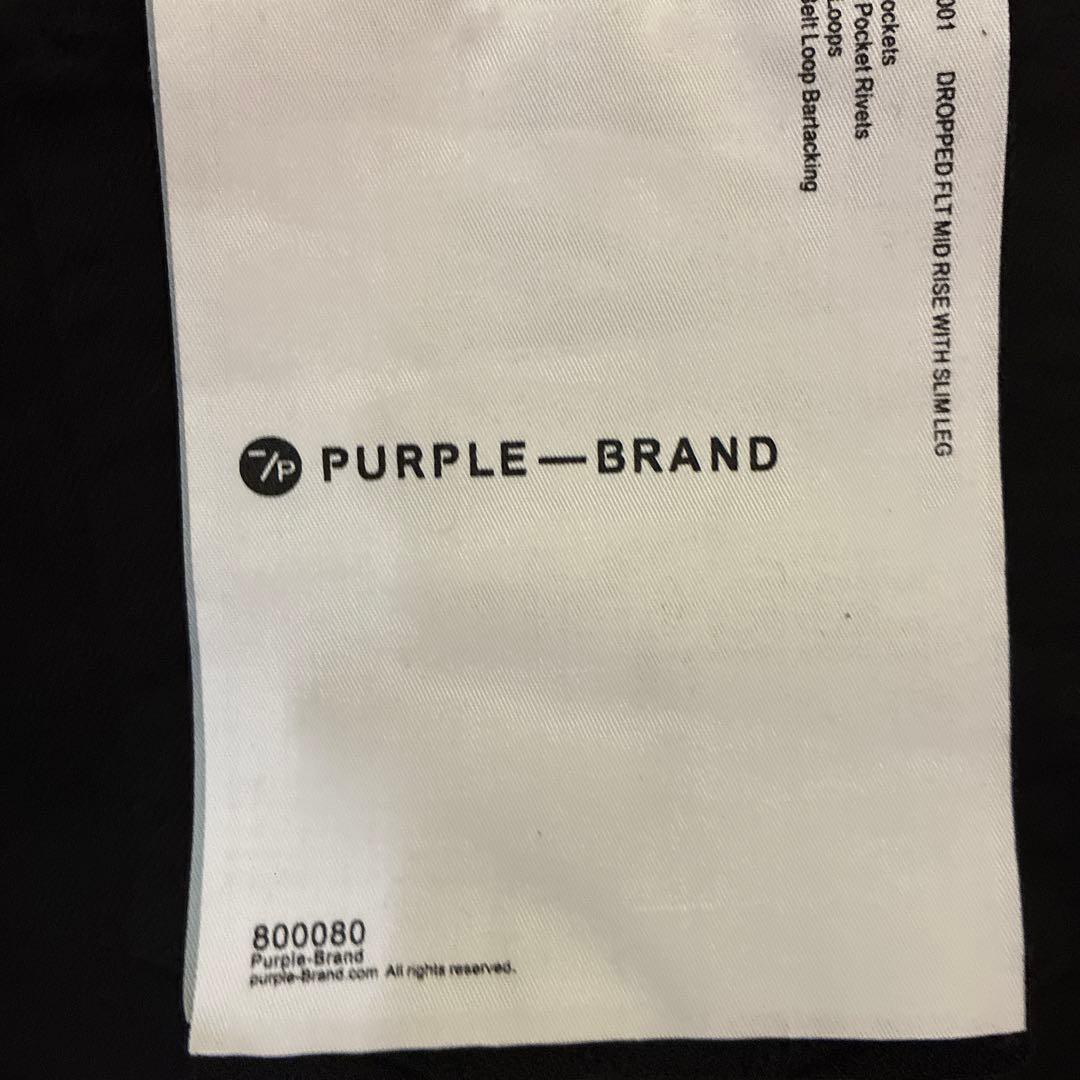 001 DROPPED FLT MID RISE WITH SLIM LEG
ockets
Pocket Rivets
Loops
Belt Loop Bartacking
-/P PURPLE—BRAND
800080
Purple-Brand
purple-Brand.com All rights reserved.